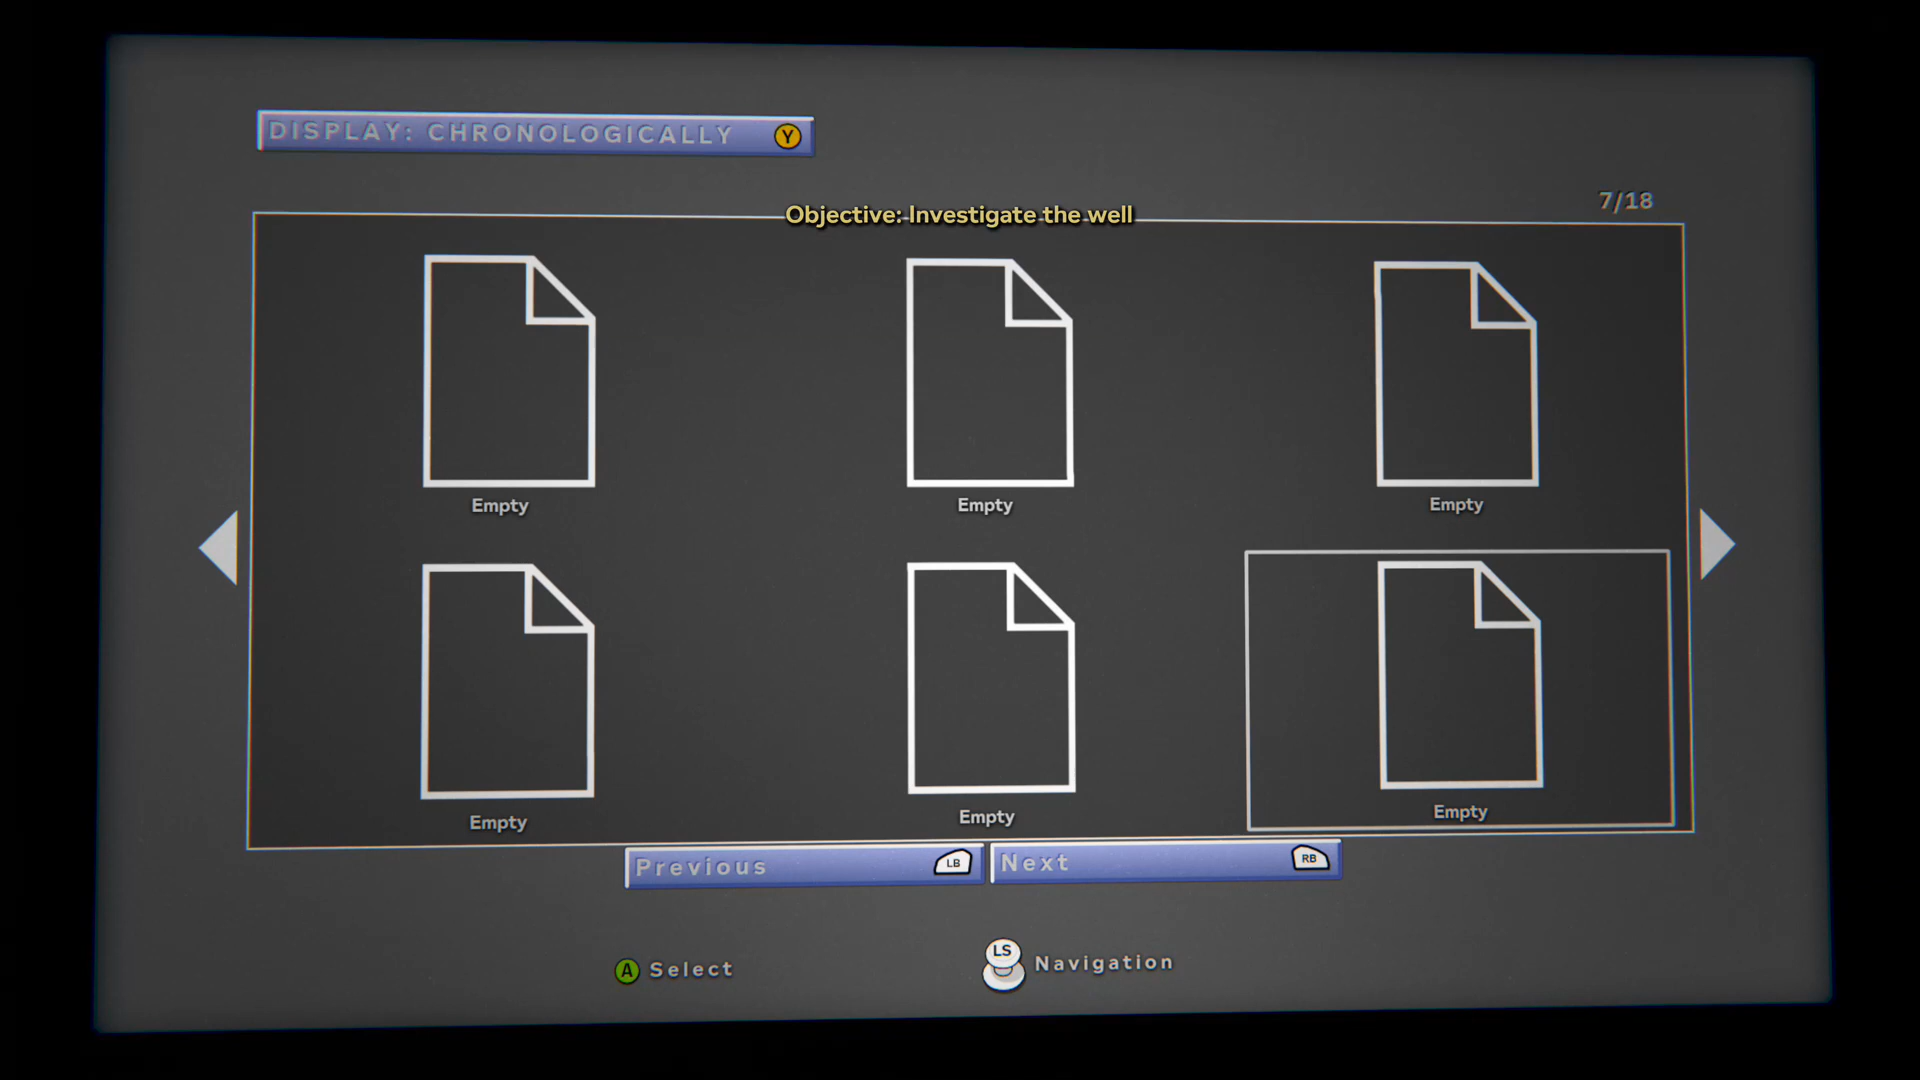 DISPLAY: CHRONOLOGICALLY Y
7/18
Objective: Investigate the well
Empty Empty Empty
Empty Empty Empty
Previous LB Next RB
A Select LS Navigation